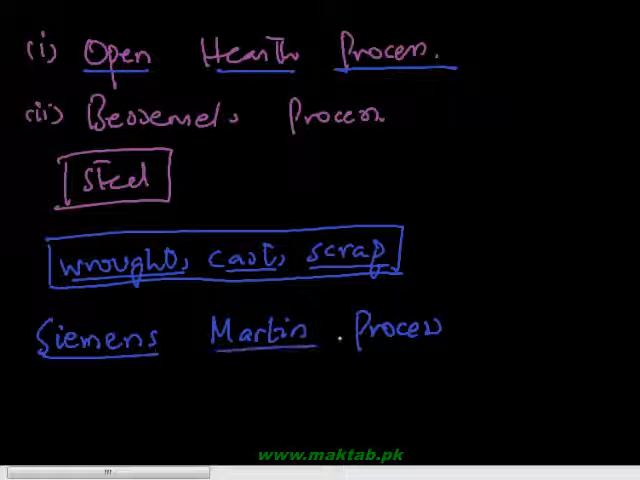 (i) Open Hearth Process.
(ii) Bessemer's Process.
Steel
wrought, cast, scrap
Siemens Martin . Process
www.maktab.pk